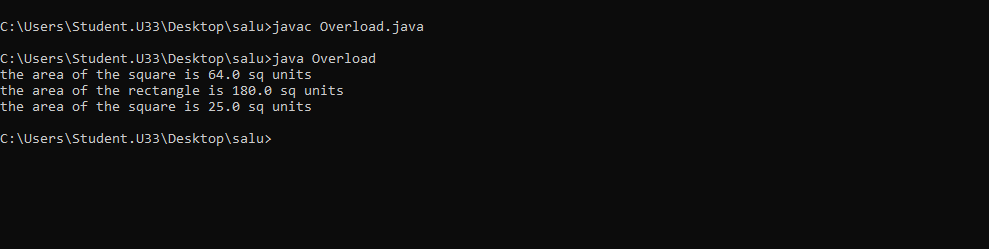 C:\Users\Student.U33\Desktop\salu>javac Overload.java
C:\Users\Student.U33\Desktop\salu>java Overload
the area of the square is 64.0 sq units
the area of the rectangle is 180.0 sq units
the area of the square is 25.0 sq units
C:\Users\Student.U33\Desktop\salu>